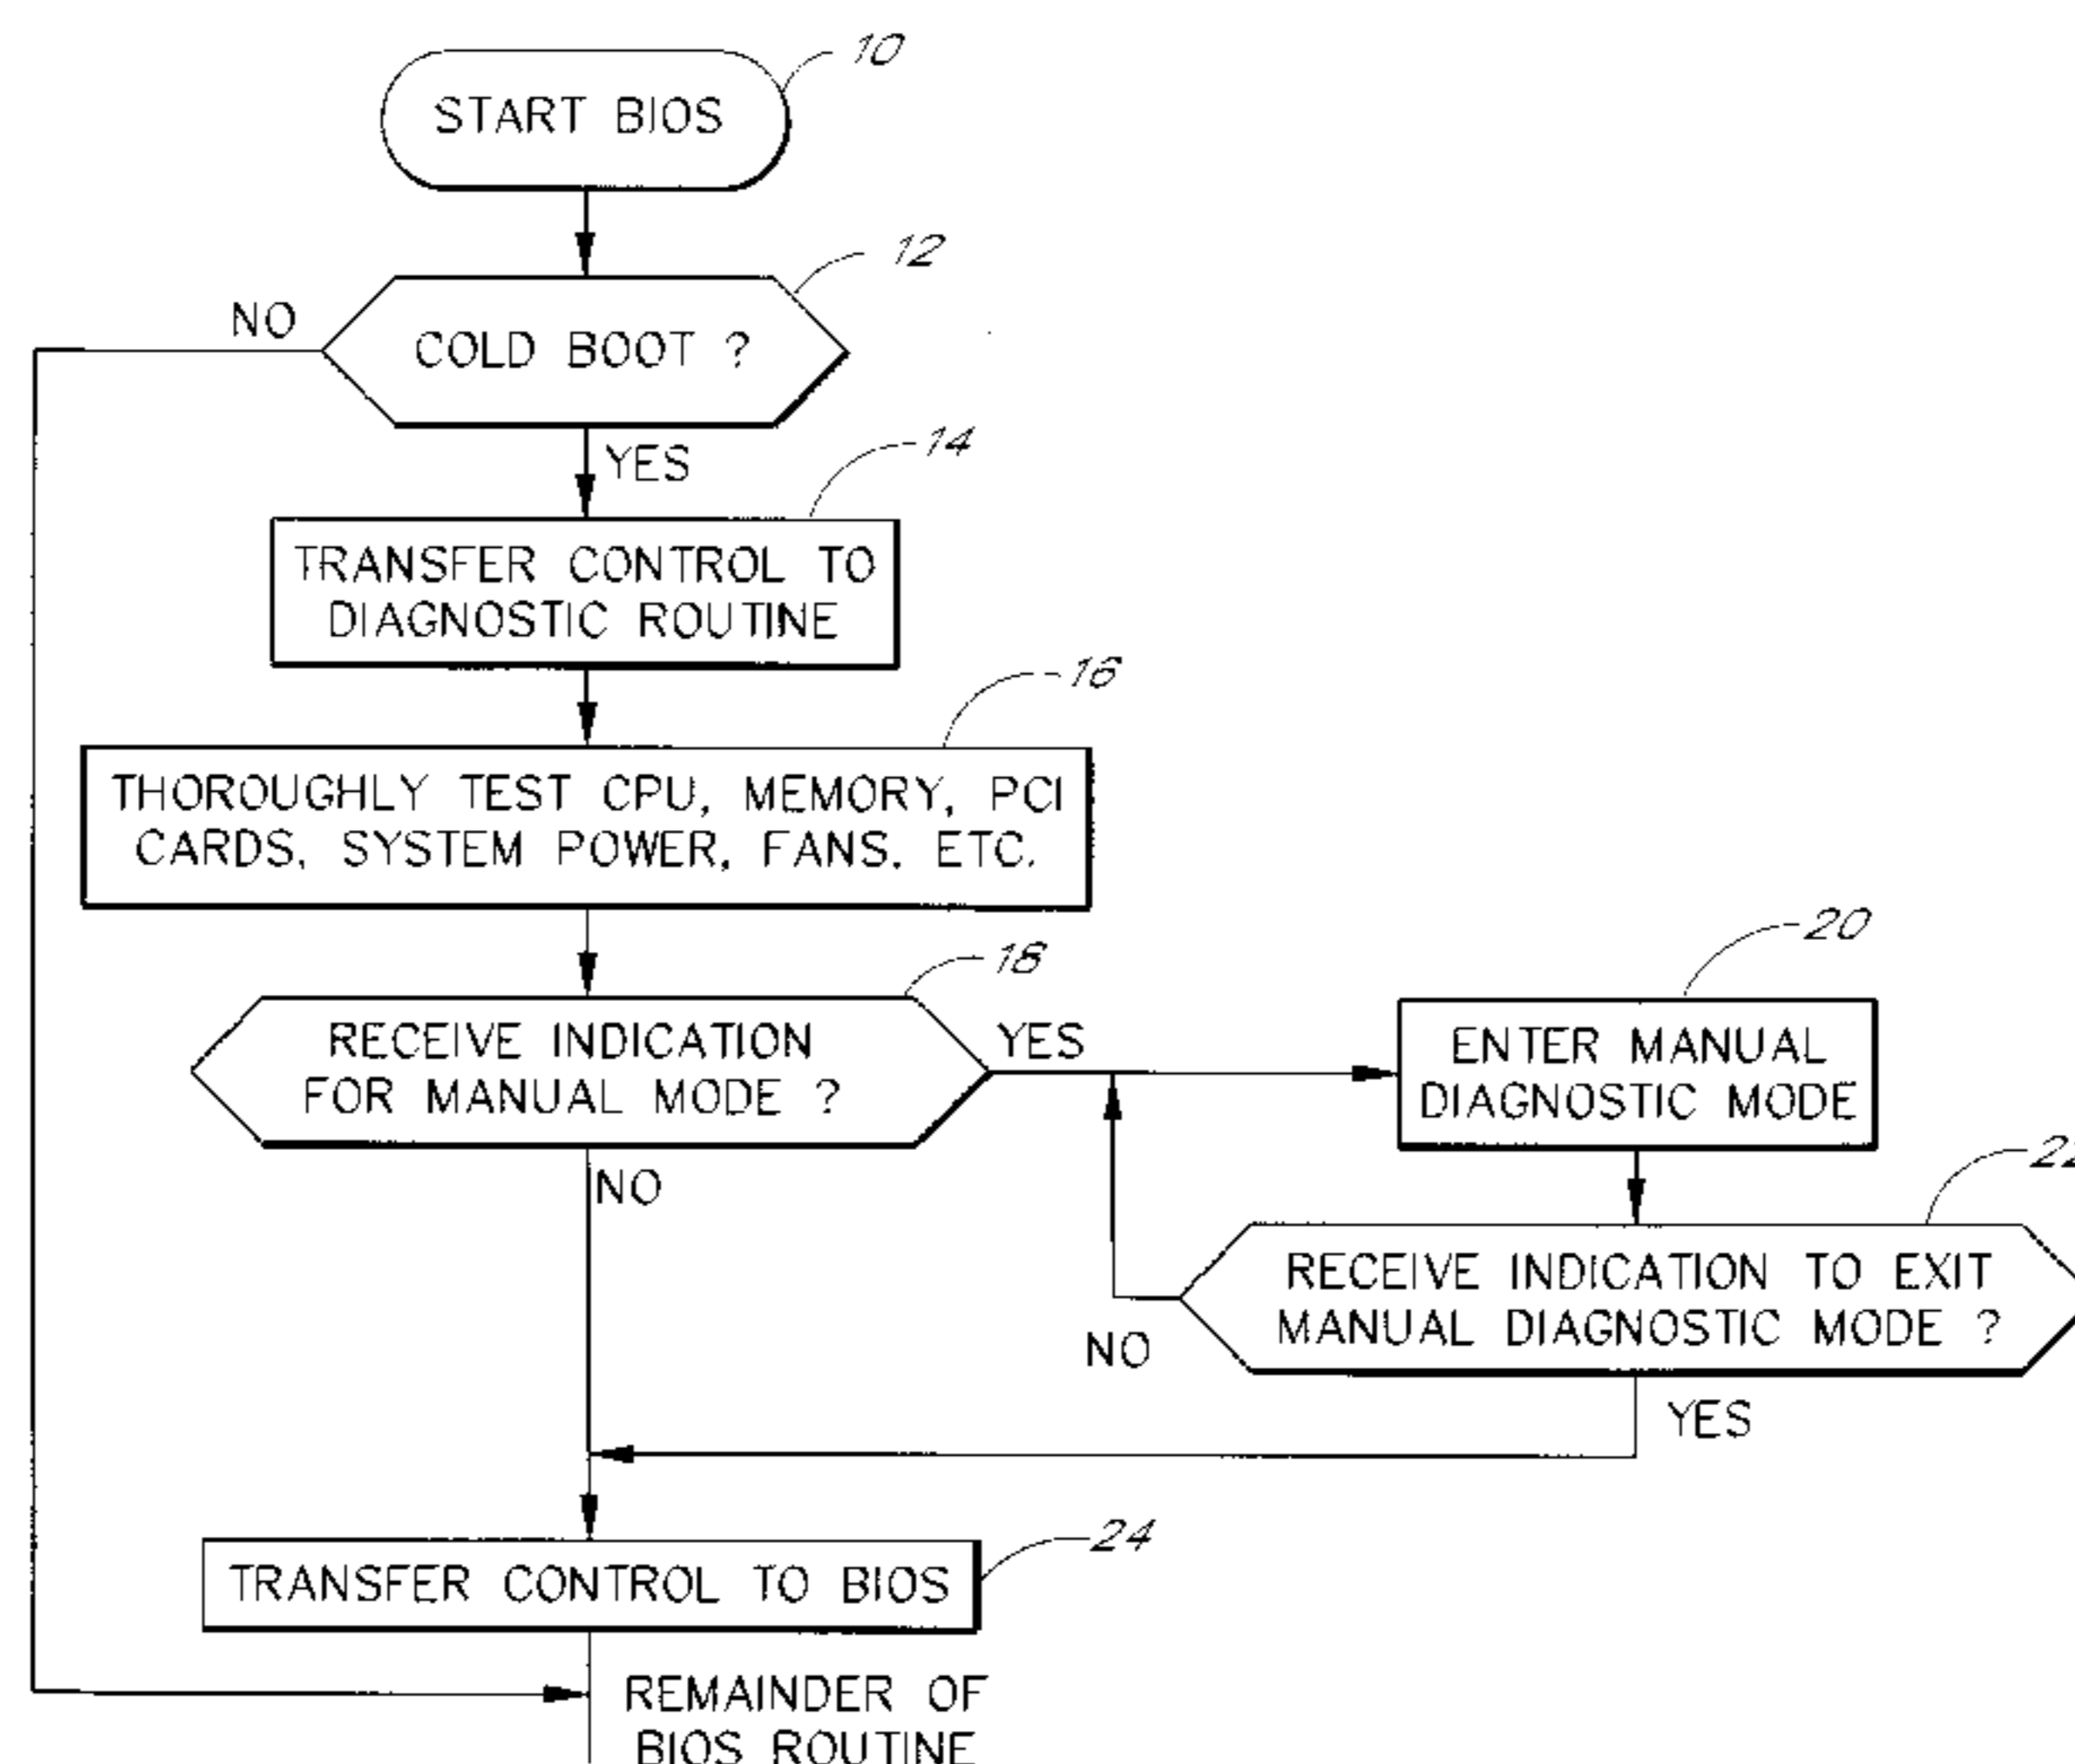 10
START BIOS
12
NO
COLD BOOT ?
YES
14
TRANSFER CONTROL TO
DIAGNOSTIC ROUTINE
16
THOROUGHLY TEST CPU, MEMORY, PCI
CARDS, SYSTEM POWER, FANS, ETC.
18
20
RECEIVE INDICATION
FOR MANUAL MODE ?
YES
ENTER MANUAL
DIAGNOSTIC MODE
NO
22
RECEIVE INDICATION TO EXIT
MANUAL DIAGNOSTIC MODE ?
NO
YES
24
TRANSFER CONTROL TO BIOS
REMAINDER OF
BIOS ROUTINE